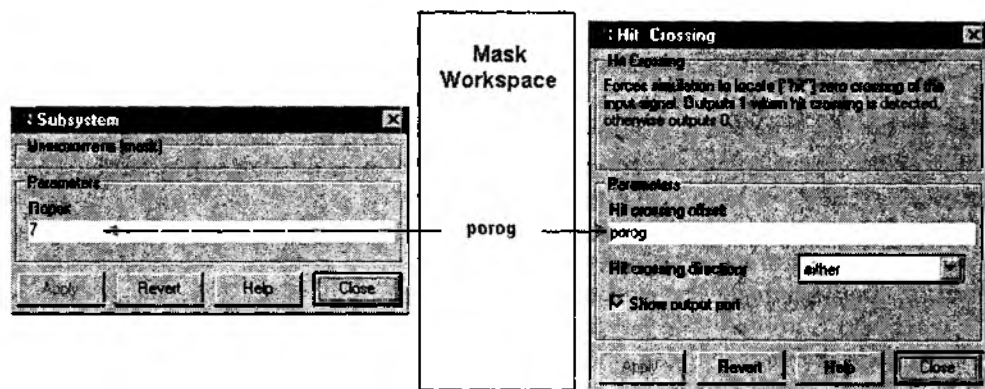 Subsystem
(mask)
Parameters
Порог
7
Apply
Revert
Help
Close
Mask
Workspace
porog
Hit Crossing
Hit Crossing
Forces simulation to locate ["hit"] zero crossing of the
input signal. Outputs 1 when hit crossing is detected,
otherwise outputs 0.
Parameters
Hit crossing offset
porog
Hit crossing direction:
either
Show output port
Apply
Revert
Help
Close